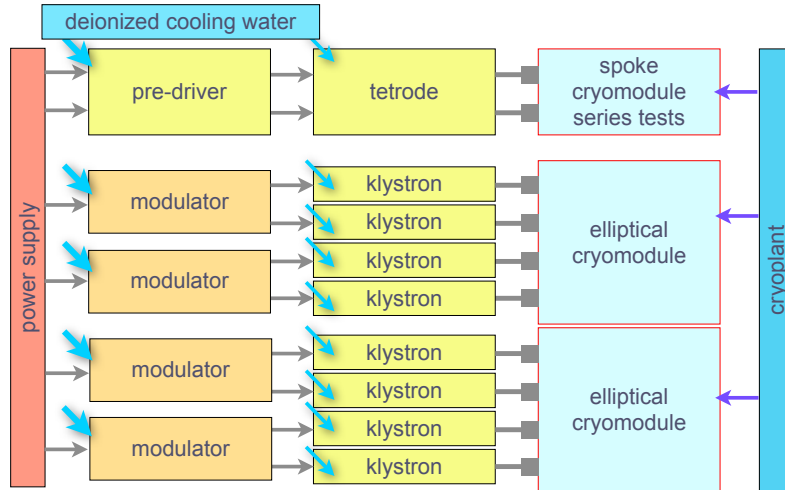 deionized cooling water
power supply
pre-driver
tetrode
spoke
cryomodule
series tests
cryoplant
modulator
klystron
klystron
elliptical
cryomodule
modulator
klystron
klystron
modulator
klystron
klystron
elliptical
cryomodule
modulator
klystron
klystron